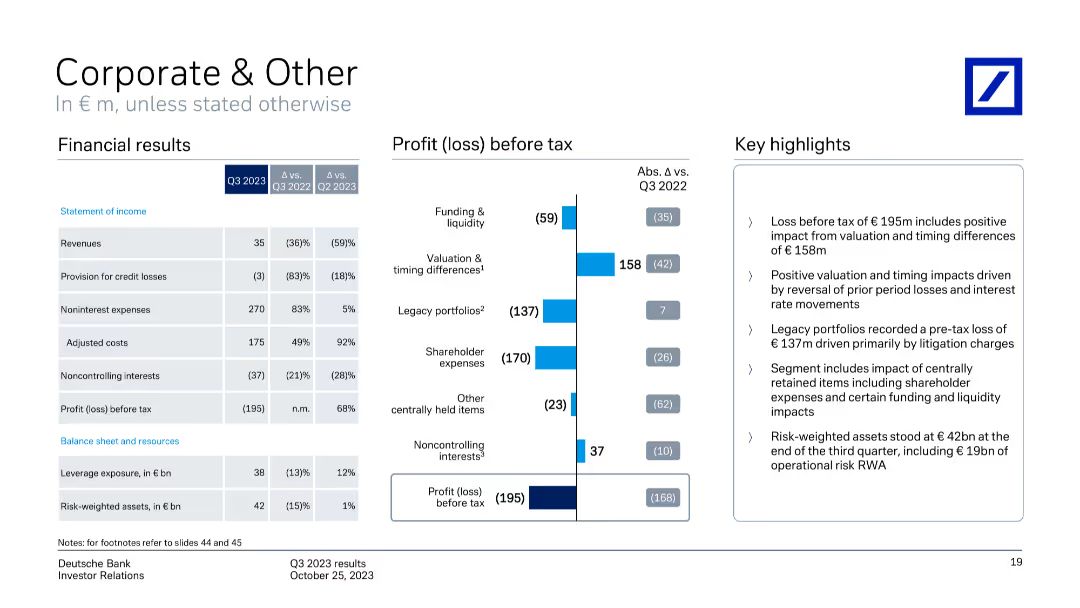 Corporate & Other
In € m, unless stated otherwise
Financial results
Q3 2023
Δ vs.
Q3 2022
Δ vs.
Q2 2023
Statement of income
Revenues 35 (36)% (59)%
Provision for credit losses (3) (83)% (18)%
Noninterest expenses 270 83% 5%
Adjusted costs 175 49% 92%
Noncontrolling interests (37) (21)% (28)%
Profit (loss) before tax (195) n.m. 68%
Balance sheet and resources
Leverage exposure, in € bn 38 (13)% 12%
Risk-weighted assets, in € bn 42 (15)% 1%
Profit (loss) before tax
Abs. Δ vs.
Q3 2022
Funding &
liquidity
(59) (35)
Valuation &
timing differences¹
158 (42)
Legacy portfolios² (137) 7
Shareholder
expenses
(170) (26)
Other
centrally held items
(23) (62)
Noncontrolling
interests³
37 (10)
Profit (loss)
before tax
(195) (168)
Key highlights
〉 Loss before tax of € 195m includes positive
impact from valuation and timing differences
of € 158m
〉 Positive valuation and timing impacts driven
by reversal of prior period losses and interest
rate movements
〉 Legacy portfolios recorded a pre-tax loss of
€ 137m driven primarily by litigation charges
〉 Segment includes impact of centrally
retained items including shareholder
expenses and certain funding and liquidity
impacts
〉 Risk-weighted assets stood at € 42bn at the
end of the third quarter, including € 19bn of
operational risk RWA
Notes: for footnotes refer to slides 44 and 45
Deutsche Bank
Investor Relations
Q3 2023 results
October 25, 2023
19